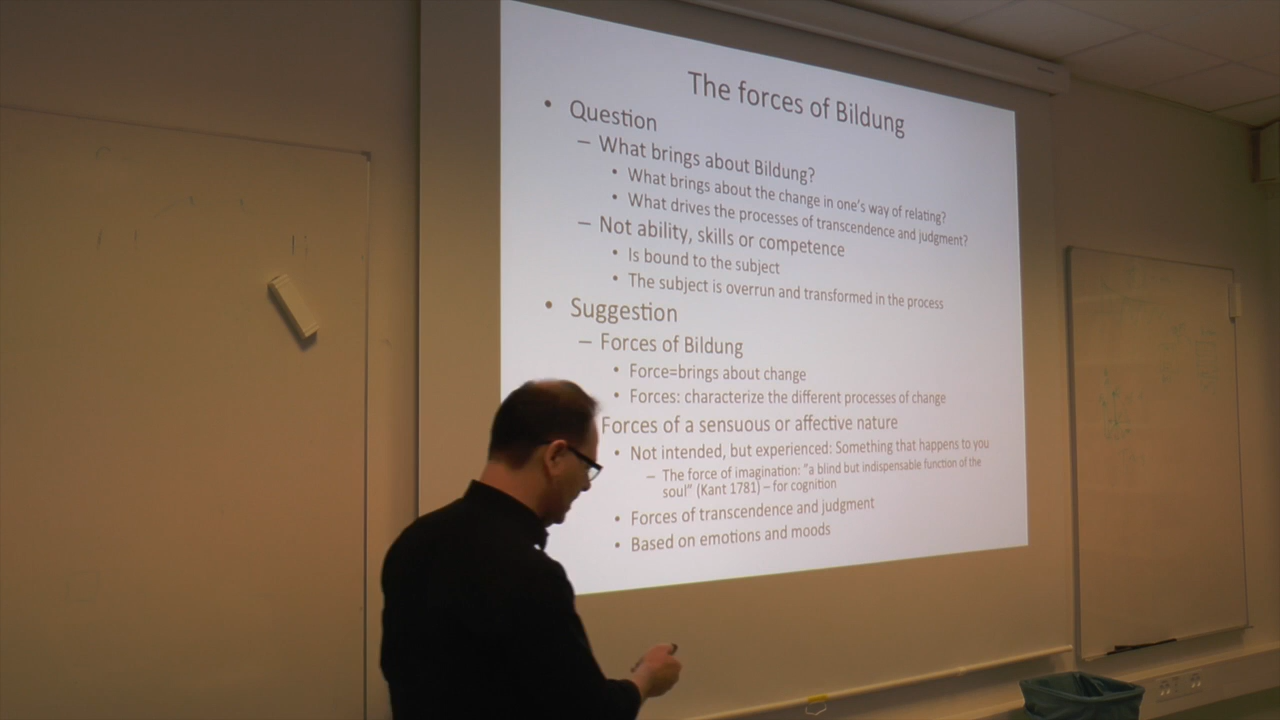 The forces of Bildung
• Question
– What brings about Bildung?
• What brings about the change in one's way of relating?
• What drives the processes of transcendence and judgment?
– Not ability, skills or competence
• Is bound to the subject
• The subject is overrun and transformed in the process
• Suggestion
– Forces of Bildung
• Force=brings about change
• Forces: characterize the different processes of change
Forces of a sensuous or affective nature
• Not intended, but experienced: Something that happens to you
– The force of imagination: "a blind but indispensable function of the
soul" (Kant 1781) – for cognition
• Forces of transcendence and judgment
• Based on emotions and moods